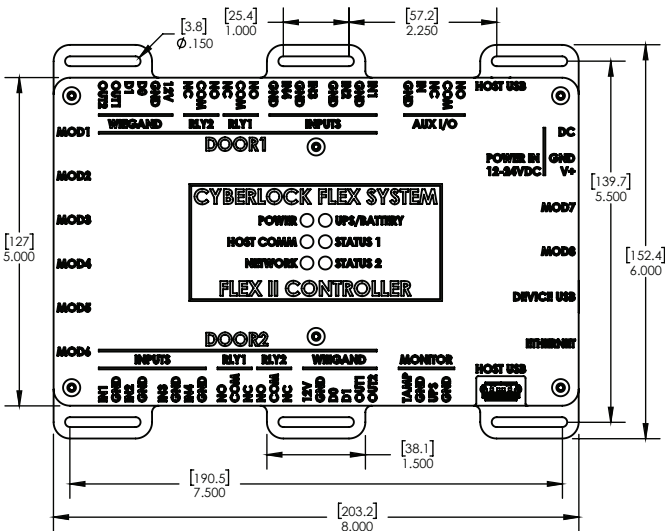 [3.8]
Ø.150
[25.4]
1.000
[57.2]
2.250
HOST USB
OUT2 OUT1 D1 D0 GND 12V NC COM NO NC COM NO GND IN4 GND IN3 GND IN2 GND IN1 GND IN NC COM NO
WIEGAND RLY2 RLY1 INPUTS AUX I/O
DOOR1
MOD1
MOD2
MOD3
MOD4
MOD5
MOD6
DC
POWER IN GND
12-24VDC V+
MOD7
MOD8
DEVICE USB
ETHERNET
CYBERLOCK FLEX SYSTEM
POWER UPS/BATTERY
HOST COMM STATUS 1
NETWORK STATUS 2
FLEX II CONTROLLER
DOOR2
INPUTS RLY1 RLY2 WIEGAND MONITOR HOST USB
IN1 GND IN2 GND IN3 GND IN4 GND NO COM NC NO COM NC 12V GND D0 D1 OUT1 OUT2 TAMP GND UPS GND
[127]
5.000
[139.7]
5.500
[152.4]
6.000
[38.1]
1.500
[190.5]
7.500
[203.2]
8.000